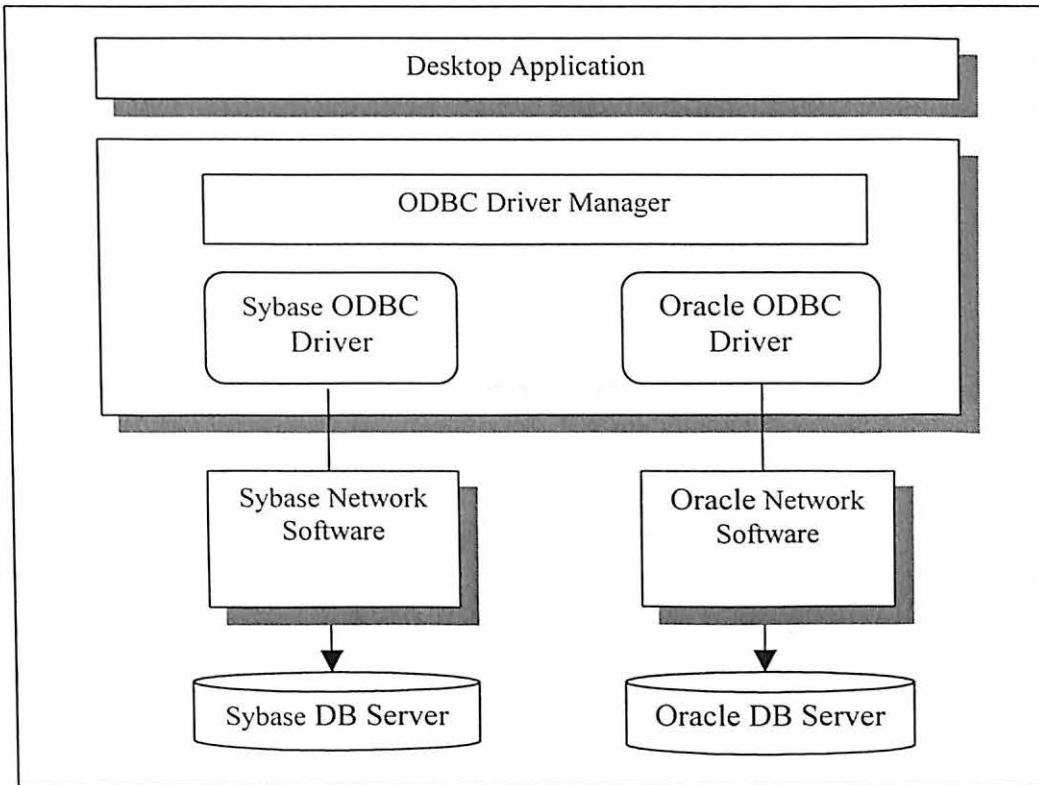 Desktop Application
ODBC Driver Manager
Sybase ODBC
Driver
Oracle ODBC
Driver
Sybase Network
Software
Oracle Network
Software
Sybase DB Server
Oracle DB Server